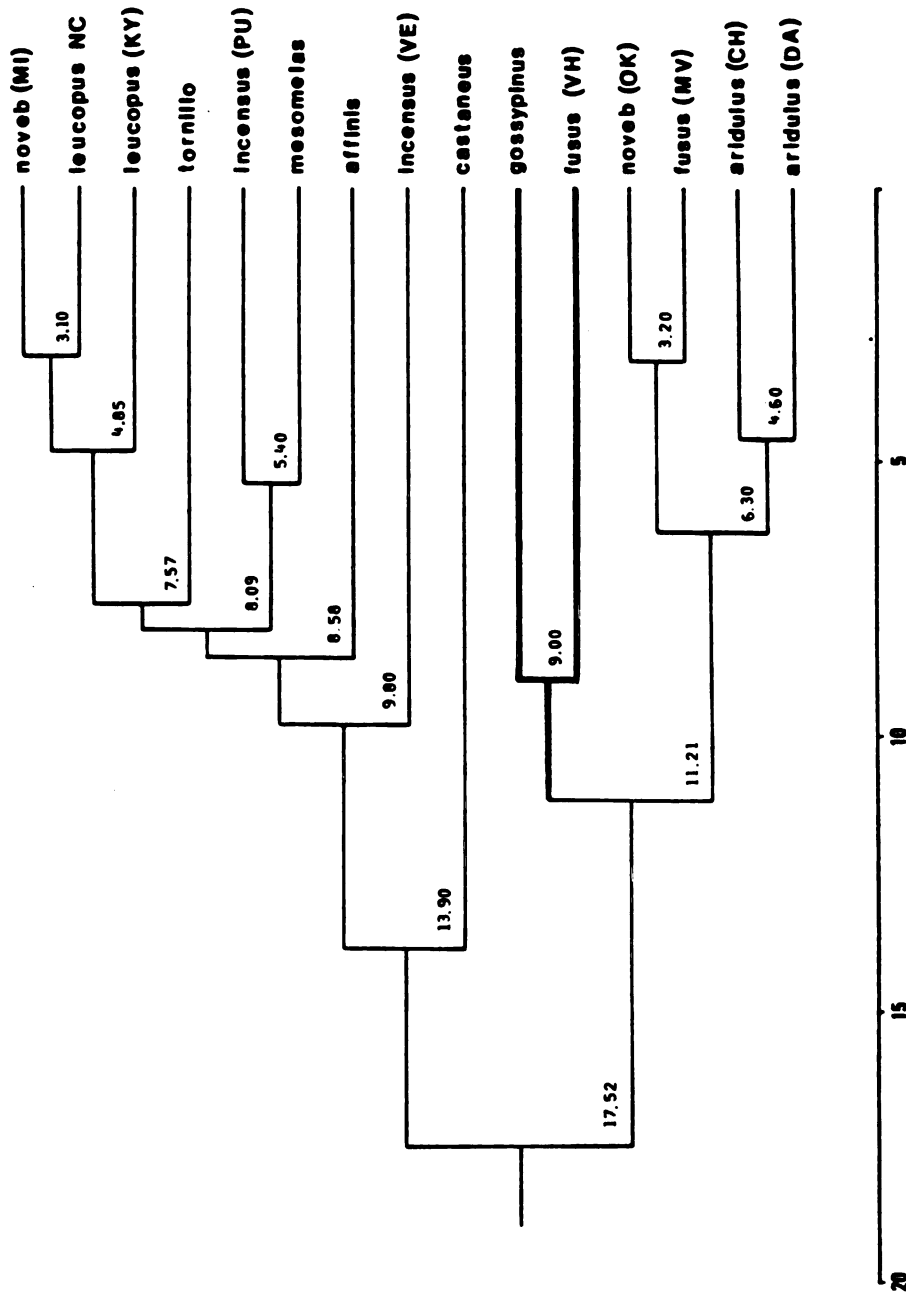 noveb (MI)
leucopus NC
leucopus (KY)
tornillo
incensus (PU)
mesomelas
affinis
incensus (VE)
castaneus
gossypinus
fusus (VH)
noveb (OK)
fusus (MV)
aridulus (CH)
aridulus (DA)
3.10
4.85
7.57
5.40
8.09
8.58
9.80
13.90
9.00
3.20
4.60
6.30
11.21
17.52
5
10
15
20